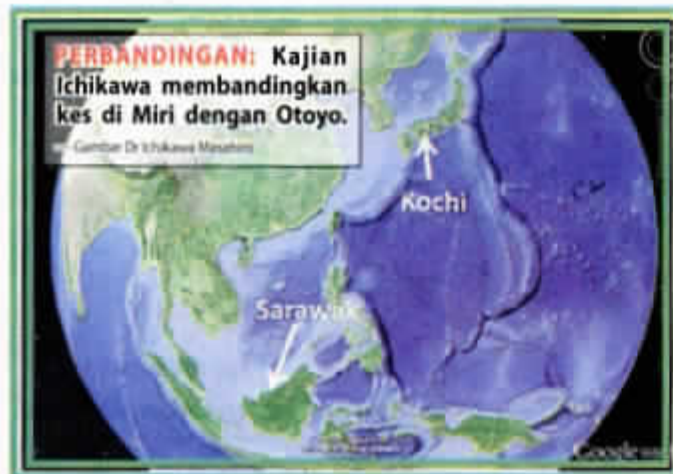 PERBANDINGAN: Kajian
Ichikawa membandingkan
kes di Miri dengan Otoyo.
— Gambar Dr Ichikawa Masahiro
Kochi
Sarawak
Google